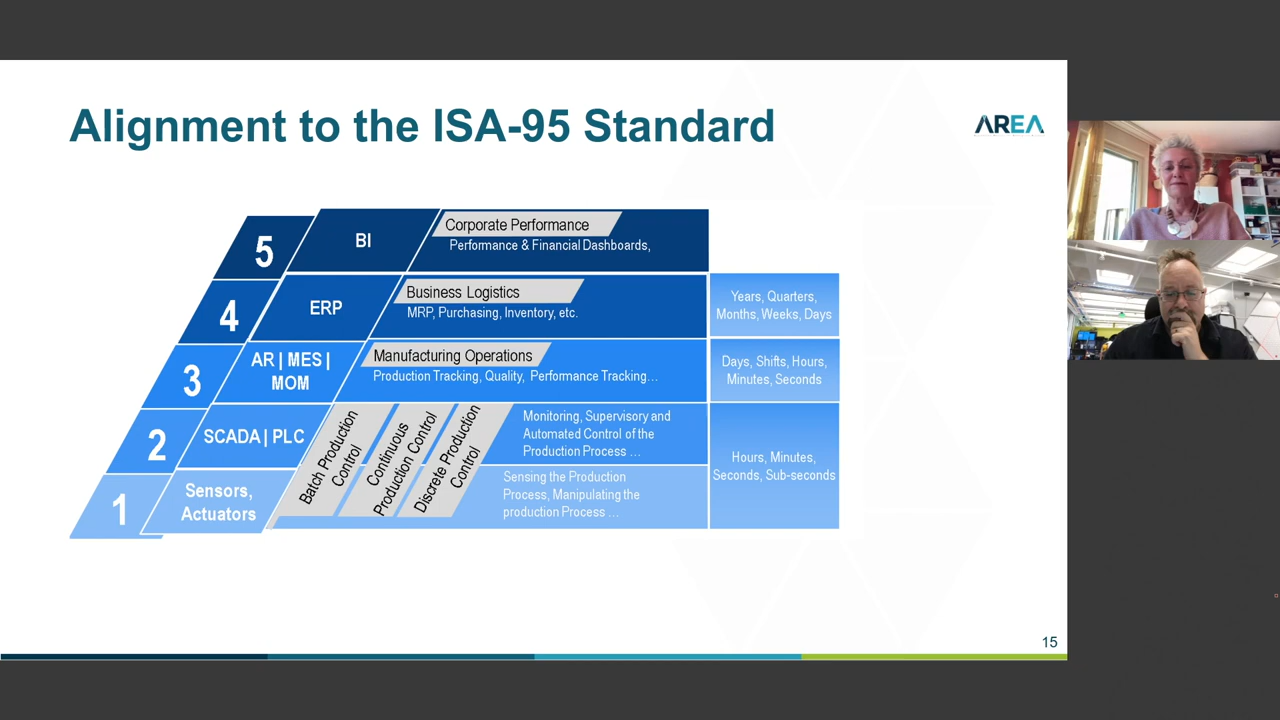 Alignment to the ISA-95 Standard
AREA
5
BI
Corporate Performance
Performance & Financial Dashboards,
4
ERP
Business Logistics
MRP, Purchasing, Inventory, etc.
Years, Quarters,
Months, Weeks, Days
3
AR | MES |
MOM
Manufacturing Operations
Production Tracking, Quality, Performance Tracking…
Days, Shifts, Hours,
Minutes, Seconds
2
SCADA | PLC
Batch Production
Control
Continuous
Production Control
Discrete Production
Control
Monitoring, Supervisory and
Automated Control of the
Production Process …
Hours, Minutes,
Seconds, Sub-seconds
1
Sensors,
Actuators
Sensing the Production
Process, Manipulating the
production Process …
15